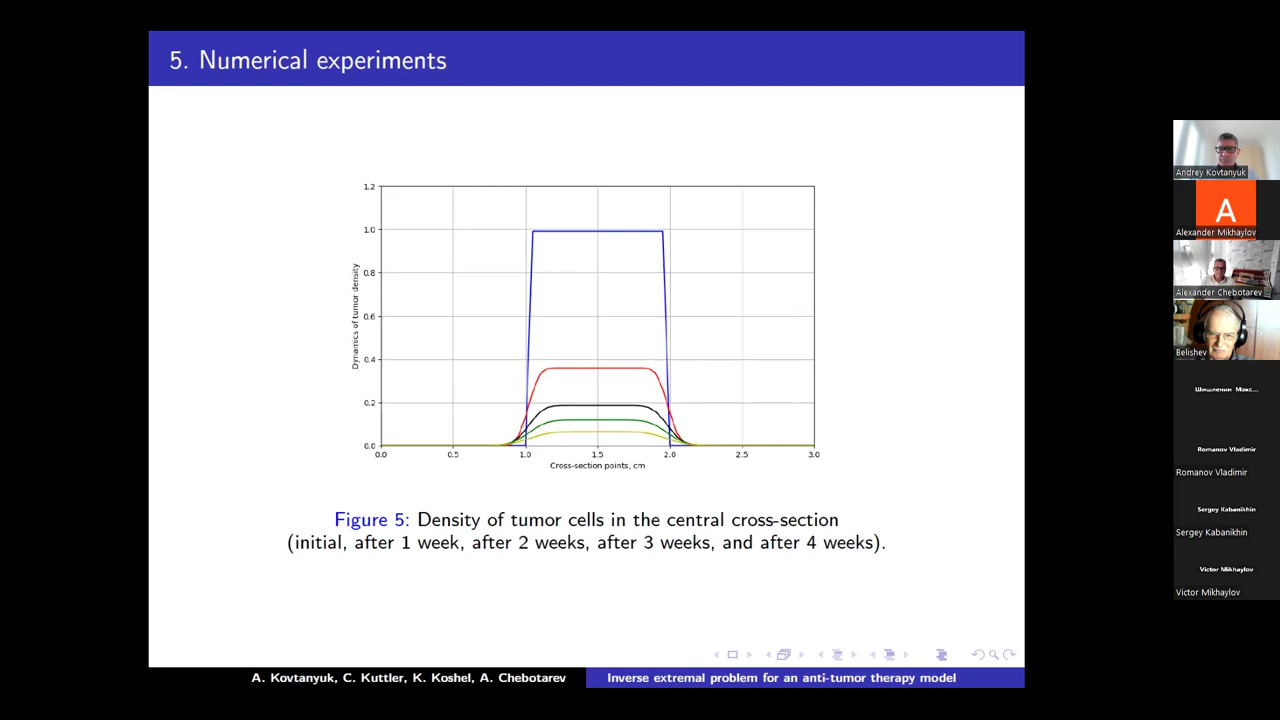 5. Numerical experiments
1.2
1.0
0.8
0.6
0.4
0.2
0.0
Dynamics of tumor density
0.0 0.5 1.0 1.5 2.0 2.5 3.0
Cross-section points, cm
Figure 5: Density of tumor cells in the central cross-section
(initial, after 1 week, after 2 weeks, after 3 weeks, and after 4 weeks).
A. Kovtanyuk, C. Kuttler, K. Koshel, A. Chebotarev
Inverse extremal problem for an anti-tumor therapy model
Andrey Kovtanyuk
A
Alexander Mikhaylov
Alexander Chebotarev
Belishev
Шишленин Макс...
Romanov Vladimir
Romanov Vladimir
Sergey Kabanikhin
Sergey Kabanikhin
Victor Mikhaylov
Victor Mikhaylov